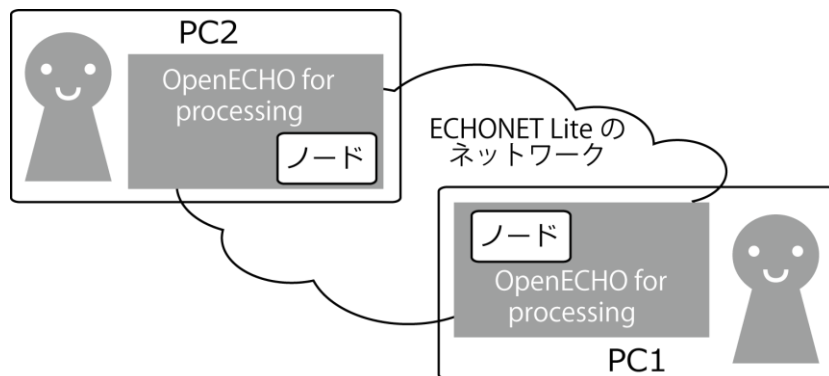 PC2
OpenECHO for
processing
ノード
ECHONET Lite の
ネットワーク
ノード
OpenECHO for
processing
PC1